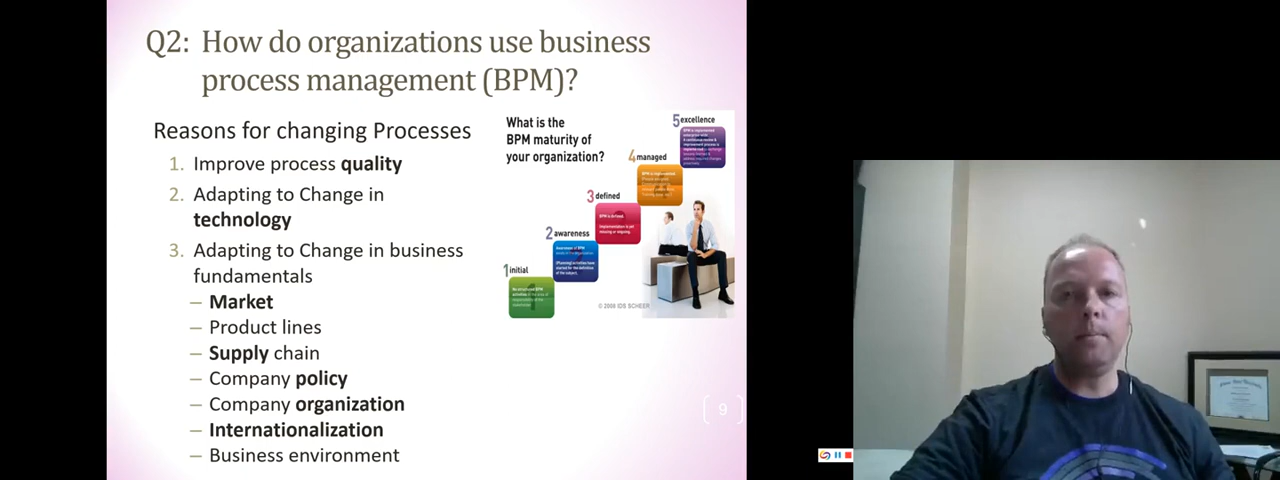 Q2: How do organizations use business
process management (BPM)?
Reasons for changing Processes
1. Improve process quality
2. Adapting to Change in
technology
3. Adapting to Change in business
fundamentals
– Market
– Product lines
– Supply chain
– Company policy
– Company organization
– Internationalization
– Business environment
What is the
BPM maturity of
your organization?
5 excellence
4 managed
3 defined
BPM is defined.
2 awareness
1 initial
© 2008 IDS SCHEER
9